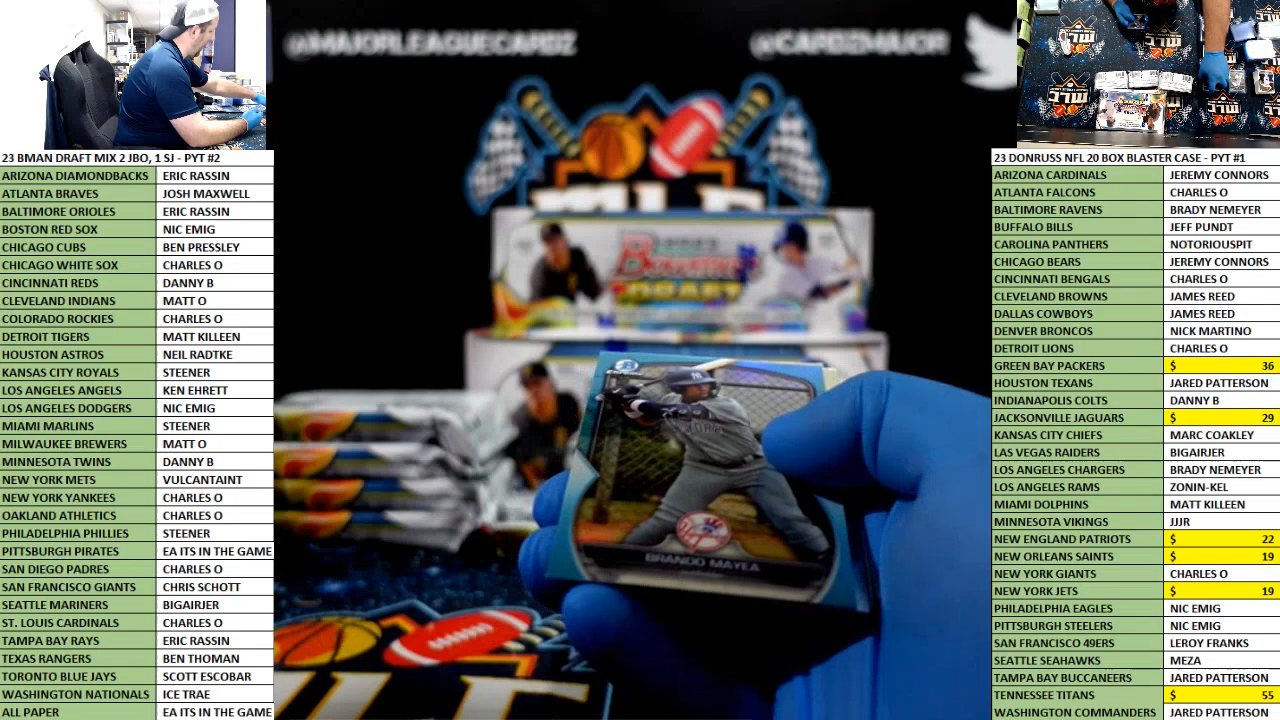 @MAJORLEAGUECARDZ
@CARDZMAJOR
23 BMAN DRAFT MIX 2 JBO, 1 SJ - PYT #2
ARIZONA DIAMONDBACKS ERIC RASSIN
ATLANTA BRAVES JOSH MAXWELL
BALTIMORE ORIOLES ERIC RASSIN
BOSTON RED SOX NIC EMIG
CHICAGO CUBS BEN PRESSLEY
CHICAGO WHITE SOX CHARLES O
CINCINNATI REDS DANNY B
CLEVELAND INDIANS MATT O
COLORADO ROCKIES CHARLES O
DETROIT TIGERS MATT KILLEEN
HOUSTON ASTROS NEIL RADTKE
KANSAS CITY ROYALS STEENER
LOS ANGELES ANGELS KEN EHRETT
LOS ANGELES DODGERS NIC EMIG
MIAMI MARLINS STEENER
MILWAUKEE BREWERS MATT O
MINNESOTA TWINS DANNY B
NEW YORK METS VULCANTAINT
NEW YORK YANKEES CHARLES O
OAKLAND ATHLETICS CHARLES O
PHILADELPHIA PHILLIES STEENER
PITTSBURGH PIRATES EA ITS IN THE GAME
SAN DIEGO PADRES CHARLES O
SAN FRANCISCO GIANTS CHRIS SCHOTT
SEATTLE MARINERS BIGAIRJER
ST. LOUIS CARDINALS CHARLES O
TAMPA BAY RAYS ERIC RASSIN
TEXAS RANGERS BEN THOMAN
TORONTO BLUE JAYS SCOTT ESCOBAR
WASHINGTON NATIONALS ICE TRAE
ALL PAPER EA ITS IN THE GAME
Bowman
DRAFT
BRANDO MAYEA
23 DONRUSS NFL 20 BOX BLASTER CASE - PYT #1
ARIZONA CARDINALS JEREMY CONNORS
ATLANTA FALCONS CHARLES O
BALTIMORE RAVENS BRADY NEMEYER
BUFFALO BILLS JEFF PUNDT
CAROLINA PANTHERS NOTORIOUSPIT
CHICAGO BEARS JEREMY CONNORS
CINCINNATI BENGALS CHARLES O
CLEVELAND BROWNS JAMES REED
DALLAS COWBOYS JAMES REED
DENVER BRONCOS NICK MARTINO
DETROIT LIONS CHARLES O
GREEN BAY PACKERS $ 36
HOUSTON TEXANS JARED PATTERSON
INDIANAPOLIS COLTS DANNY B
JACKSONVILLE JAGUARS $ 29
KANSAS CITY CHIEFS MARC COAKLEY
LAS VEGAS RAIDERS BIGAIRJER
LOS ANGELES CHARGERS BRADY NEMEYER
LOS ANGELES RAMS ZONIN-KEL
MIAMI DOLPHINS MATT KILLEEN
MINNESOTA VIKINGS JJJR
NEW ENGLAND PATRIOTS $ 22
NEW ORLEANS SAINTS $ 19
NEW YORK GIANTS CHARLES O
NEW YORK JETS $ 19
PHILADELPHIA EAGLES NIC EMIG
PITTSBURGH STEELERS NIC EMIG
SAN FRANCISCO 49ERS LEROY FRANKS
SEATTLE SEAHAWKS MEZA
TAMPA BAY BUCCANEERS JARED PATTERSON
TENNESSEE TITANS $ 55
WASHINGTON COMMANDERS JARED PATTERSON